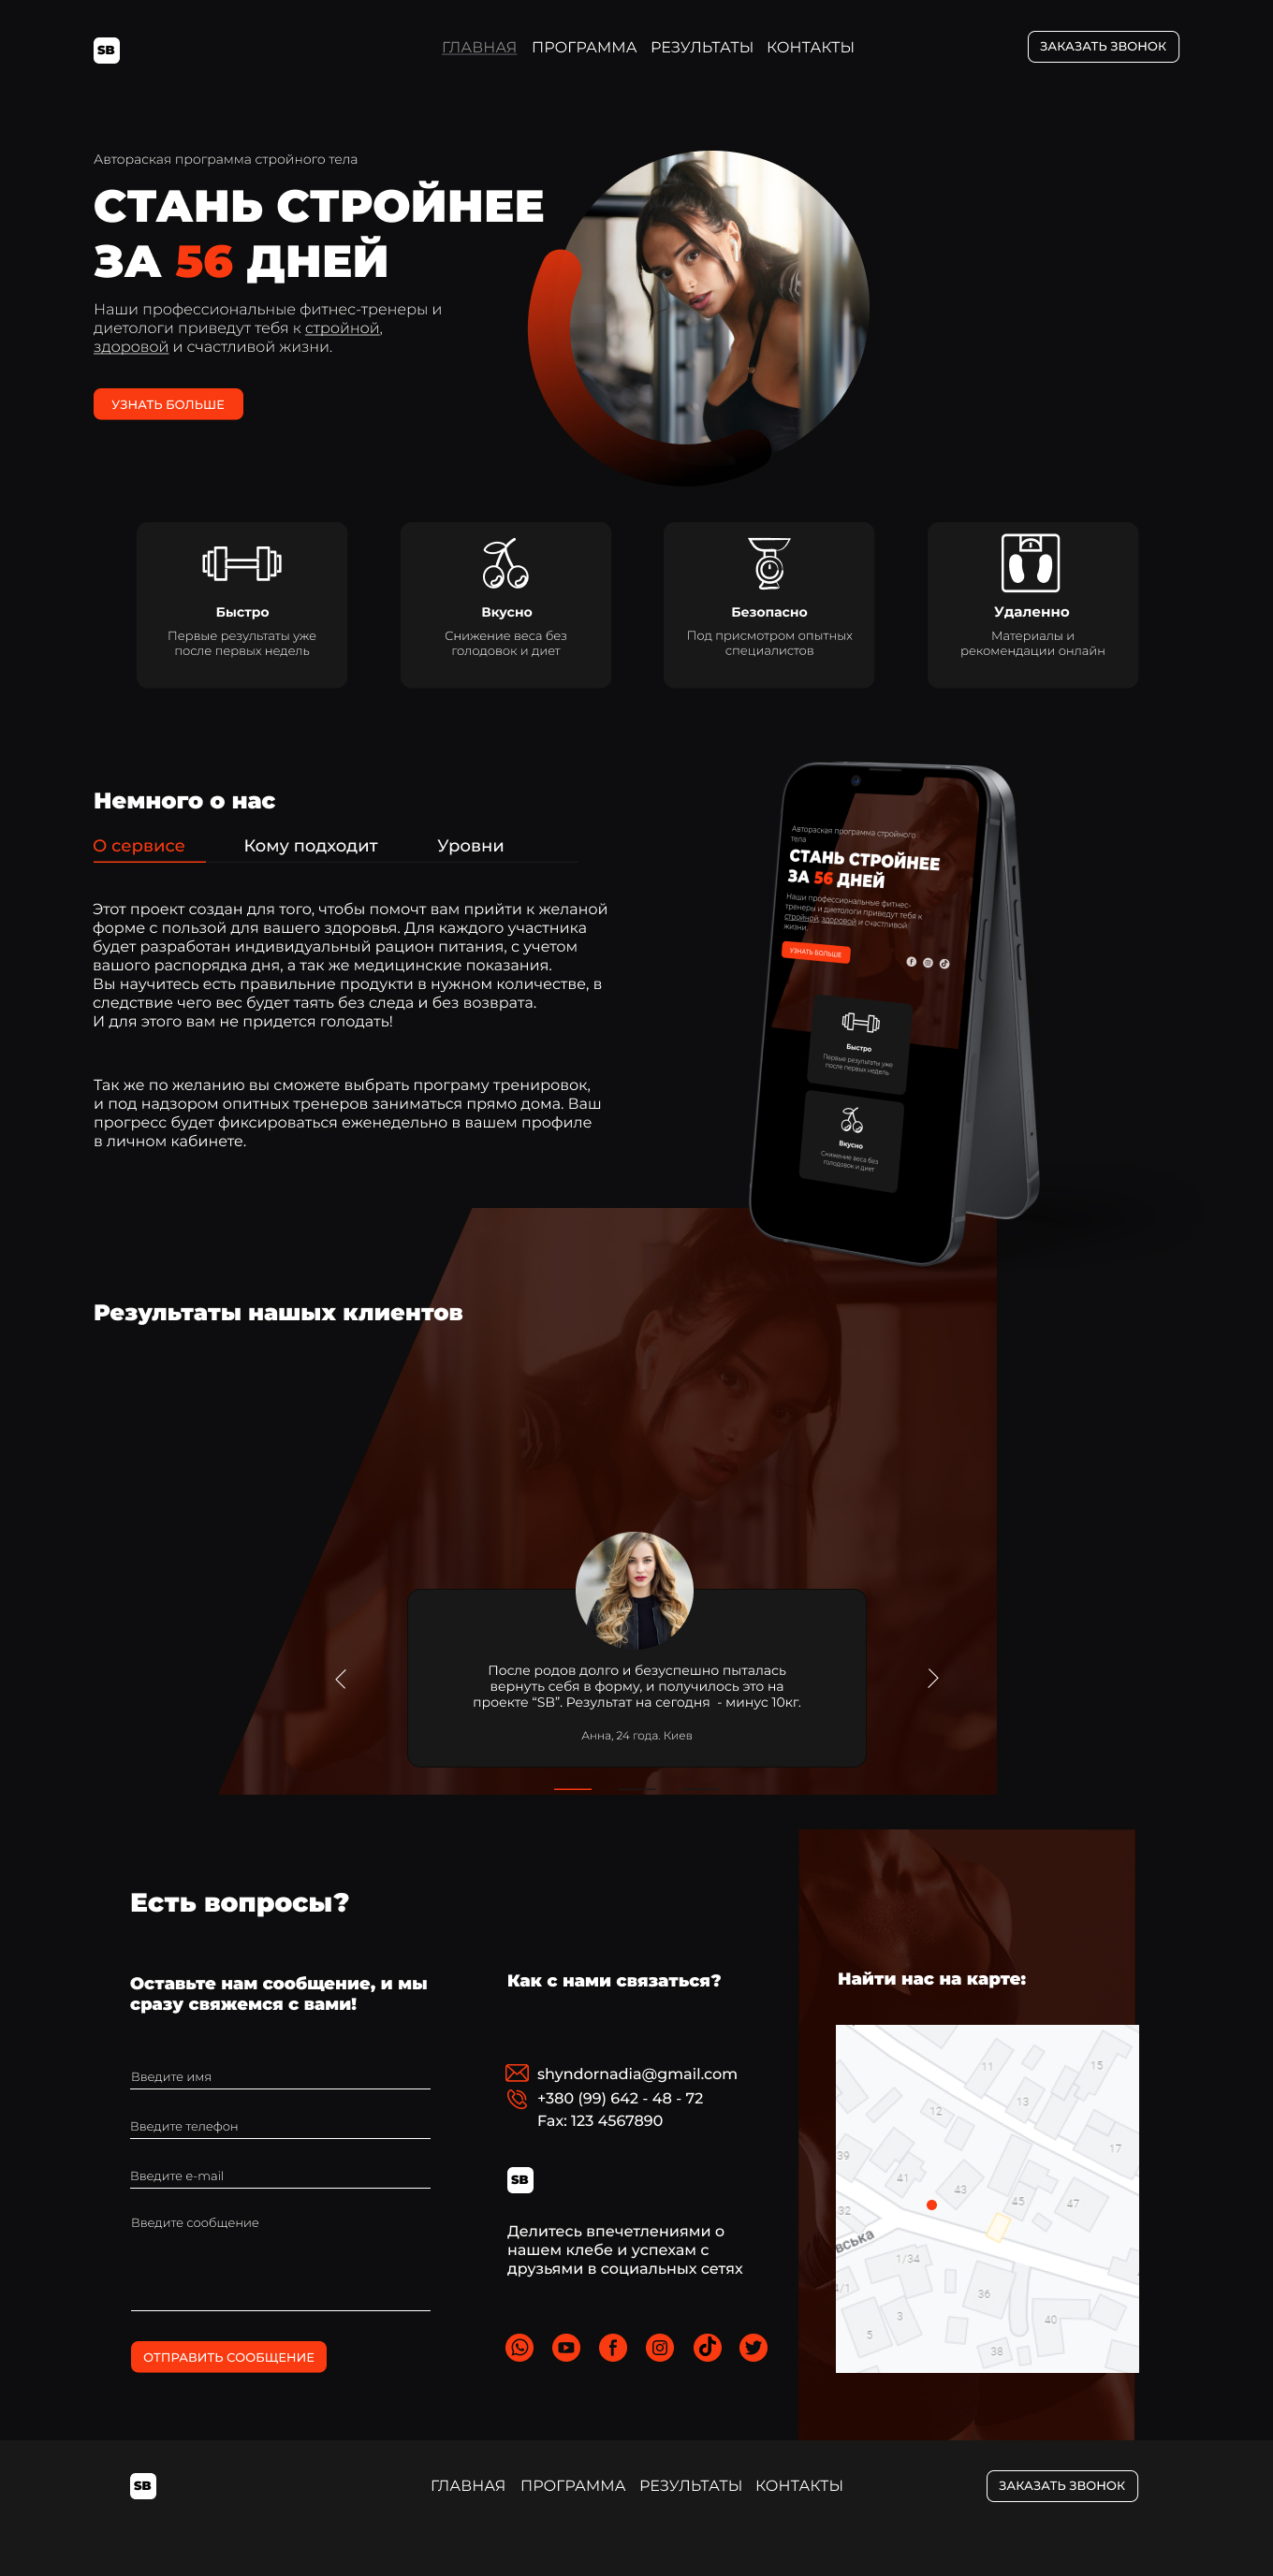 SB
ГЛАВНАЯ ПРОГРАММА РЕЗУЛЬТАТЫ КОНТАКТЫ
ЗАКАЗАТЬ ЗВОНОК
Автораская программа стройного тела
СТАНЬ СТРОЙНЕЕ
ЗА 56 ДНЕЙ
Наши профессиональные фитнес-тренеры и
диетологи приведут тебя к стройной,
здоровой и счастливой жизни.
УЗНАТЬ БОЛЬШЕ
Быстро
Первые результаты уже
после первых недель
Вкусно
Снижение веса без
голодовок и диет
Безопасно
Под присмотром опытных
специалистов
Удаленно
Материалы и
рекомендации онлайн
Немного о нас
О сервисе Кому подходит Уровни
Этот проект создан для того, чтобы помочт вам прийти к желаной
форме с пользой для вашего здоровья. Для каждого участника
будет разработан индивидуальный рацион питания, с учетом
вашого распорядка дня, а так же медицинские показания.
Вы научитесь есть правильние продукти в нужном количестве, в
следствие чего вес будет таять без следа и без возврата.
И для этого вам не придется голодать!
Так же по желанию вы сможете выбрать програму тренировок,
и под надзором опитных тренеров заниматься прямо дома. Ваш
прогресс будет фиксироваться еженедельно в вашем профиле
в личном кабинете.
Автораская программа стройного
тела
СТАНЬ СТРОЙНЕЕ
ЗА 56 ДНЕЙ
Наши профессиональные фитнес-
тренеры и диетологи приведут тебя к
стройной, здоровой и счастливой
жизни.
УЗНАТЬ БОЛЬШЕ
Быстро
Первые результаты уже
после первых недель
Вкусно
Снижение веса без
голодовок и диет
Результаты нашых клиентов
После родов долго и безуспешно пыталась
вернуть себя в форму, и получилось это на
проекте “SB”. Результат на сегодня - минус 10кг.
Анна, 24 года. Киев
Есть вопросы?
Оставьте нам сообщение, и мы
сразу свяжемся с вами!
Введите имя
Введите телефон
Введите e-mail
Введите сообщение
ОТПРАВИТЬ СООБЩЕНИЕ
Как с нами связаться?
shyndornadia@gmail.com
+380 (99) 642 - 48 - 72
Fax: 123 4567890
SB
Делитесь впечетлениями о
нашем клебе и успехам с
друзьями в социальных сетях
Найти нас на карте:
11
15
13
12
17
39
41
43
45
47
32
вська
1/34
4/1
36
3
40
5
38
SB
ГЛАВНАЯ ПРОГРАММА РЕЗУЛЬТАТЫ КОНТАКТЫ
ЗАКАЗАТЬ ЗВОНОК